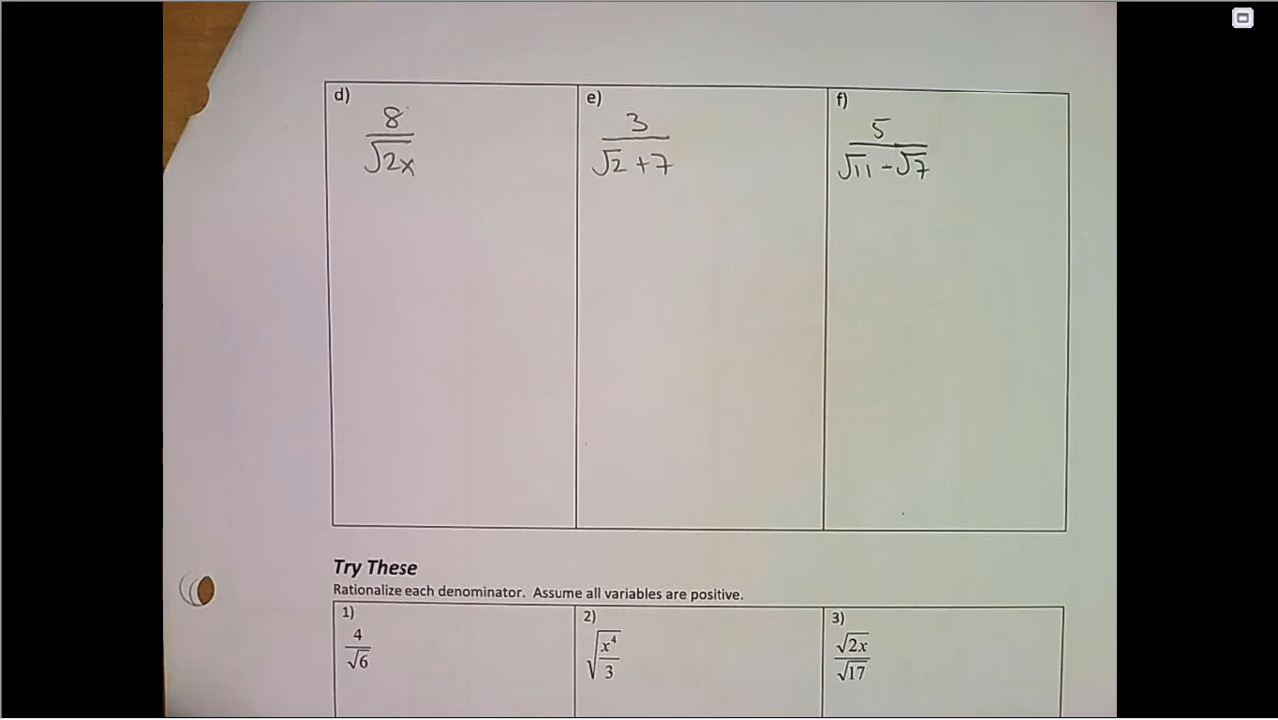 d) 8/√2x
e) 3/√2 + 7
f) 5/√11 - √7
Try These
Rationalize each denominator. Assume all variables are positive.
1) 4/√6
2) √x⁴/3
3) √2x/√17